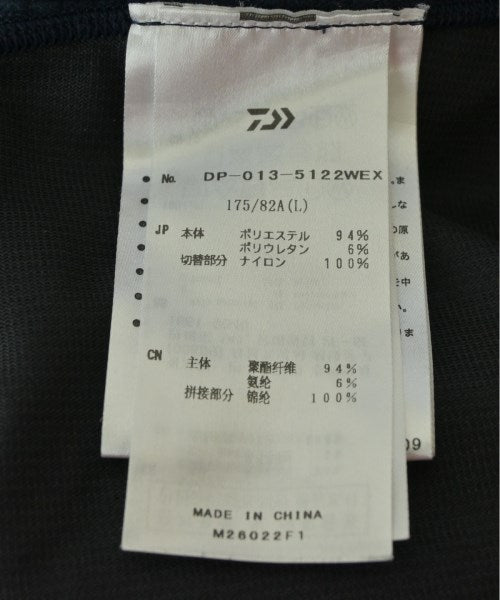 No. DP-013-5122WEX
175/82A(L)
JP 本体 ポリエステル 94%
ポリウレタン 6%
切替部分 ナイロン 100%
CN 主体 聚酯纤维 94%
氨纶 6%
拼接部分 锦纶 100%
MADE IN CHINA
M26022F1
09